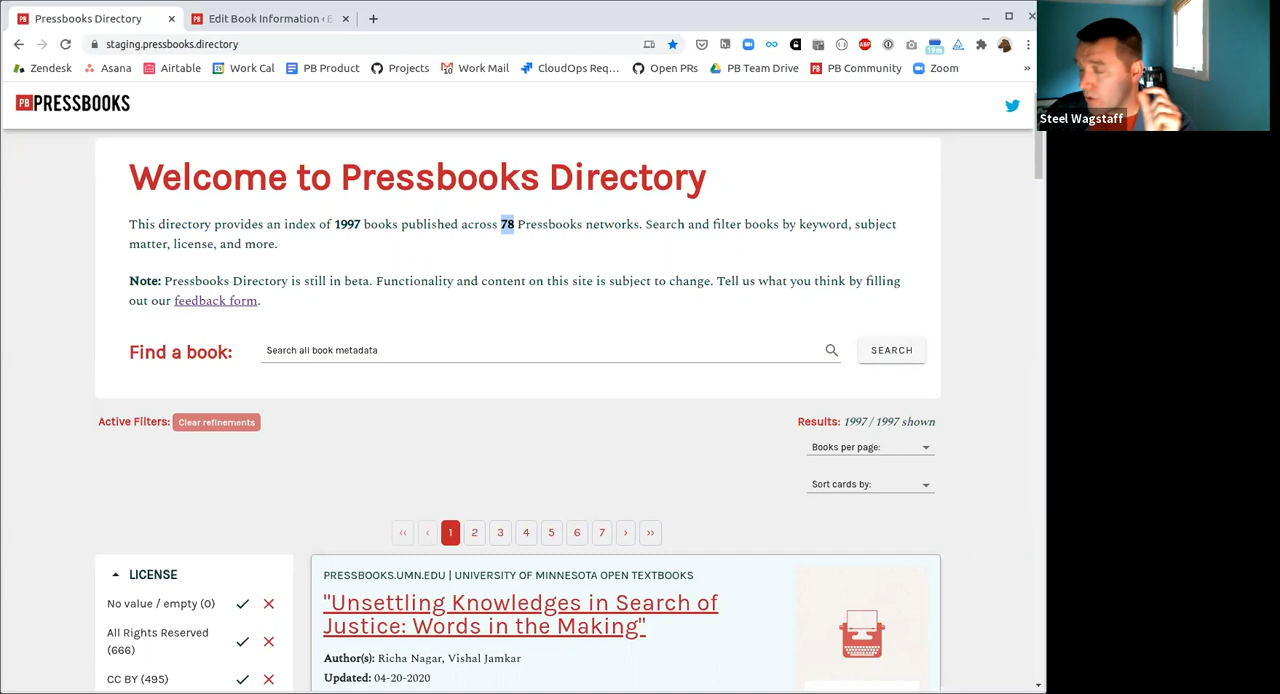 Pressbooks Directory
Edit Book Information ‹ E
staging.pressbooks.directory
ABP
19m
Zendesk
Asana
Airtable
Work Cal
PB Product
Projects
Work Mail
CloudOps Req...
Open PRs
PB Team Drive
PB Community
Zoom
»
PB PRESSBOOKS
Steel Wagstaff
Welcome to Pressbooks Directory
This directory provides an index of 1997 books published across 78 Pressbooks networks. Search and filter books by keyword, subject
matter, license, and more.
Note: Pressbooks Directory is still in beta. Functionality and content on this site is subject to change. Tell us what you think by filling
out our feedback form.
Find a book:
Search all book metadata
SEARCH
Active Filters: Clear refinements
Results: 1997 / 1997 shown
Books per page:
Sort cards by:
‹‹ ‹ 1 2 3 4 5 6 7 › ››
LICENSE
No value / empty (0)
All Rights Reserved
(666)
CC BY (495)
PRESSBOOKS.UMN.EDU | UNIVERSITY OF MINNESOTA OPEN TEXTBOOKS
"Unsettling Knowledges in Search of
Justice: Words in the Making"
Author(s): Richa Nagar, Vishal Jamkar
Updated: 04-20-2020